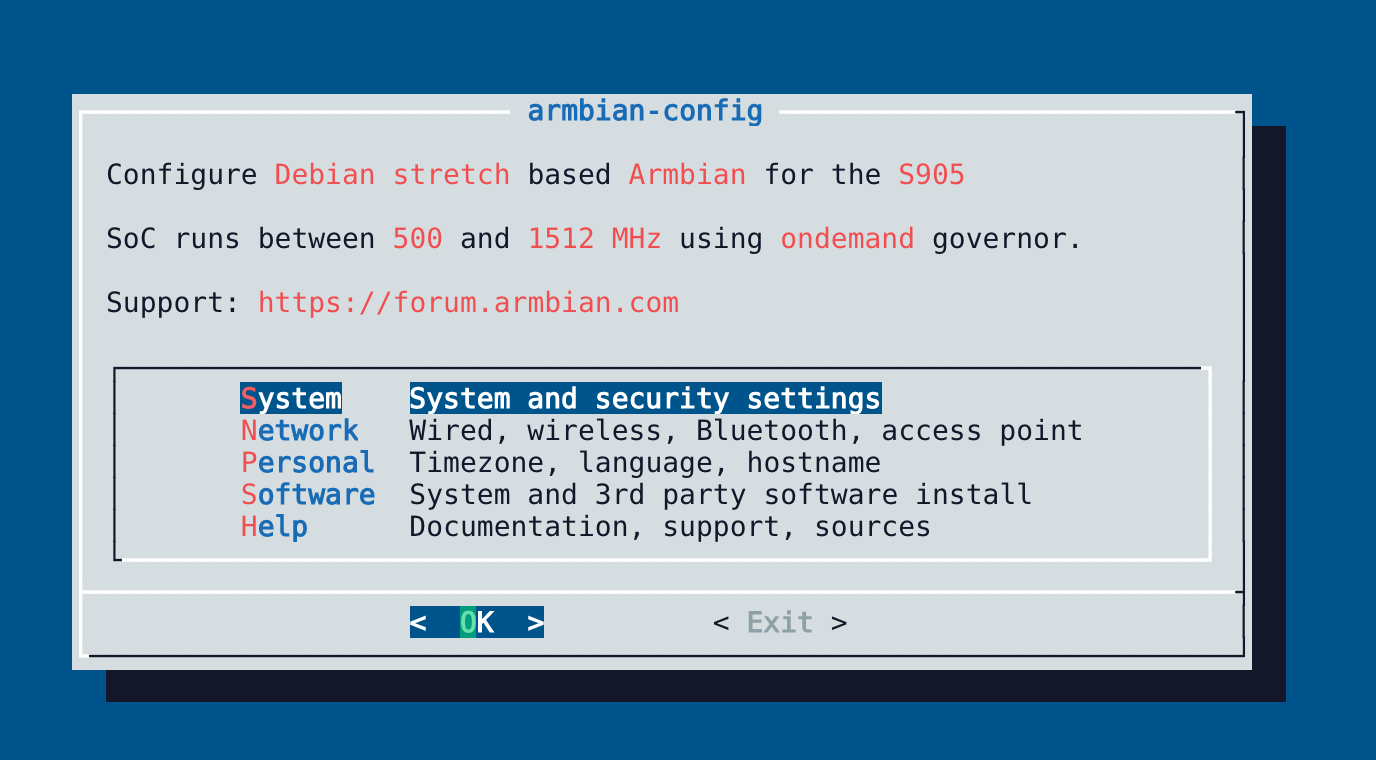 armbian-config
Configure Debian stretch based Armbian for the S905
SoC runs between 500 and 1512 MHz using ondemand governor.
Support: https://forum.armbian.com
System System and security settings
Network Wired, wireless, Bluetooth, access point
Personal Timezone, language, hostname
Software System and 3rd party software install
Help Documentation, support, sources
< OK > < Exit >